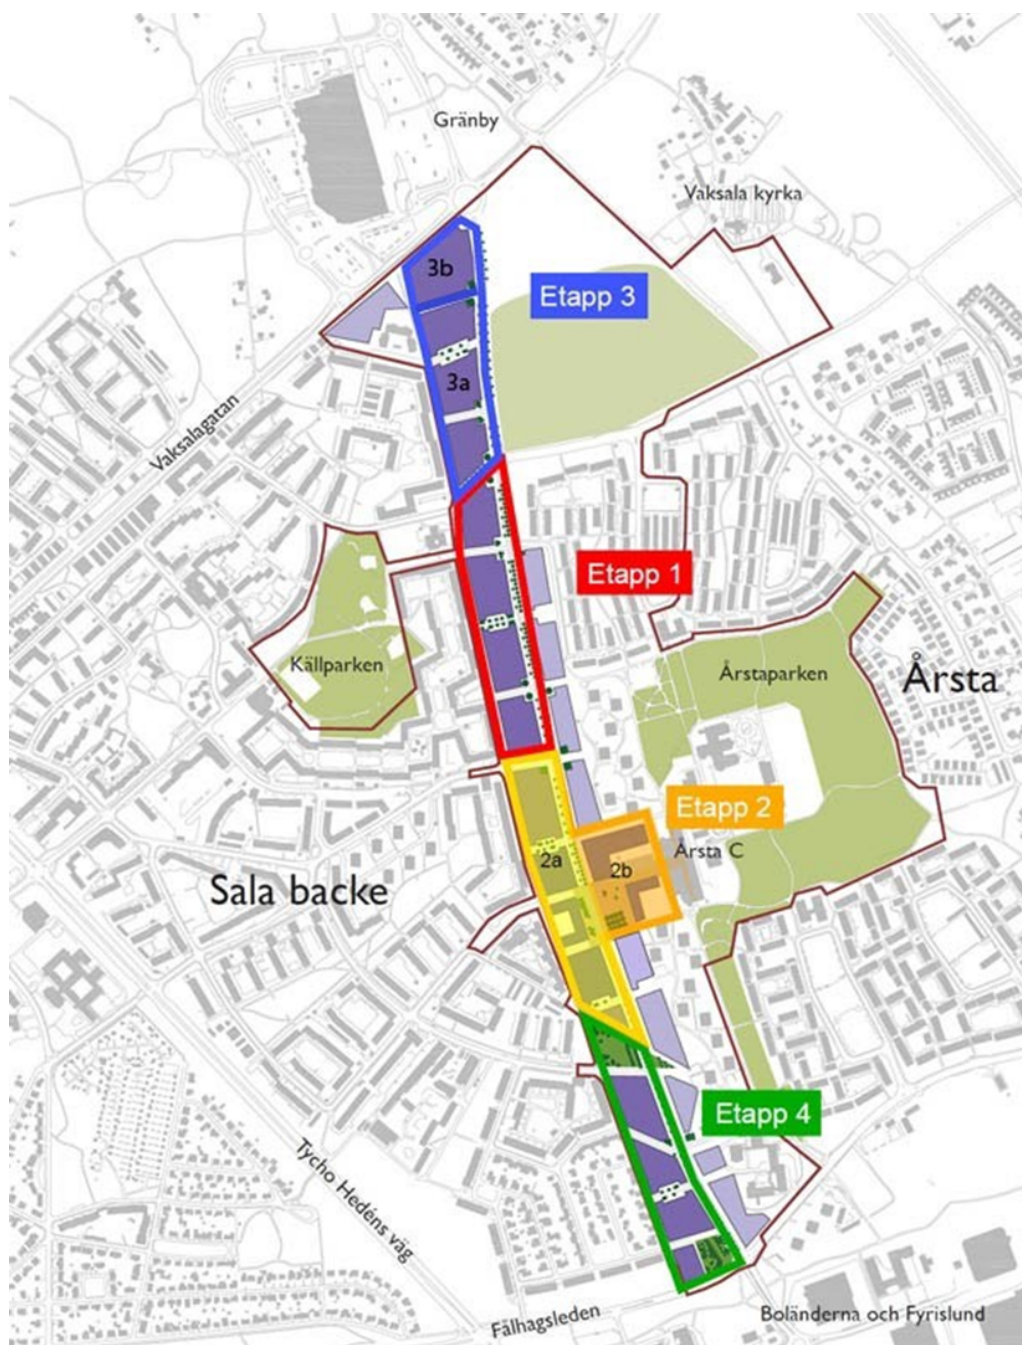 Gränby
Vaksala kyrka
3b
Etapp 3
3a
Vaksalagatan
Etapp 1
Källparken
Årstaparken
Årsta
Etapp 2
Årsta C
2a
2b
Sala backe
Etapp 4
Tycho Hedéns väg
Fålhagsleden
Boländerna och Fyrislund